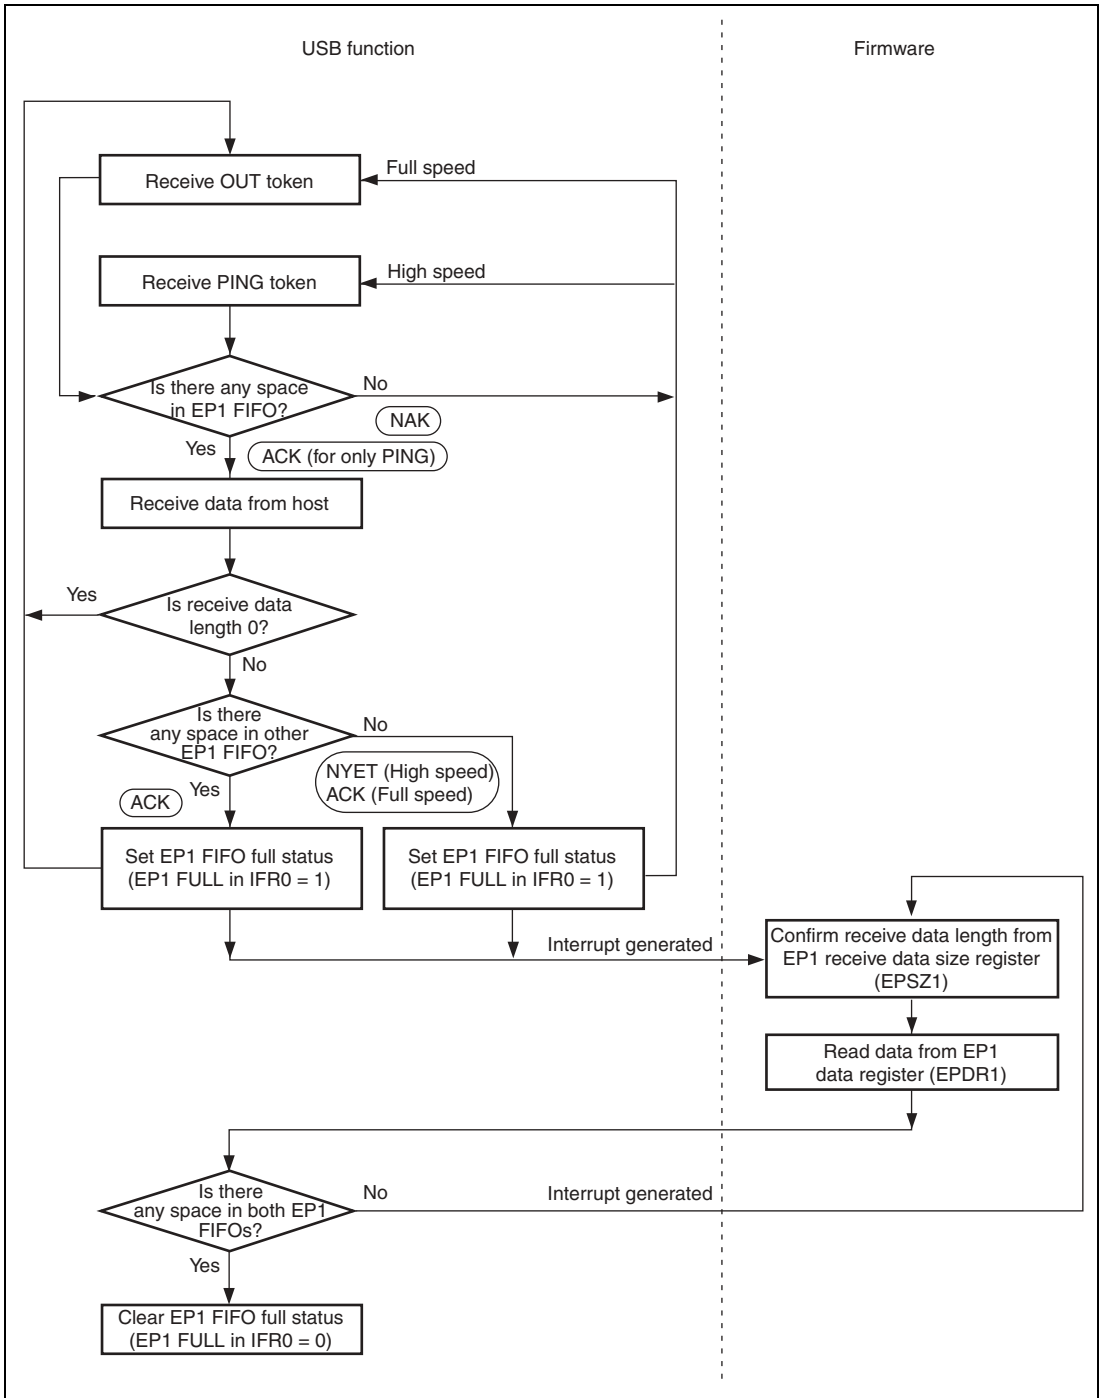 USB function
Firmware
Receive OUT token
Full speed
Receive PING token
High speed
Is there any space
in EP1 FIFO?
No
NAK
Yes
ACK (for only PING)
Receive data from host
Yes
Is receive data
length 0?
No
Is there
any space in other
EP1 FIFO?
No
NYET (High speed)
ACK (Full speed)
Yes
ACK
Set EP1 FIFO full status
(EP1 FULL in IFR0 = 1)
Set EP1 FIFO full status
(EP1 FULL in IFR0 = 1)
Interrupt generated
Confirm receive data length from
EP1 receive data size register
(EPSZ1)
Read data from EP1
data register (EPDR1)
Is there
any space in both EP1
FIFOs?
No
Interrupt generated
Yes
Clear EP1 FIFO full status
(EP1 FULL in IFR0 = 0)